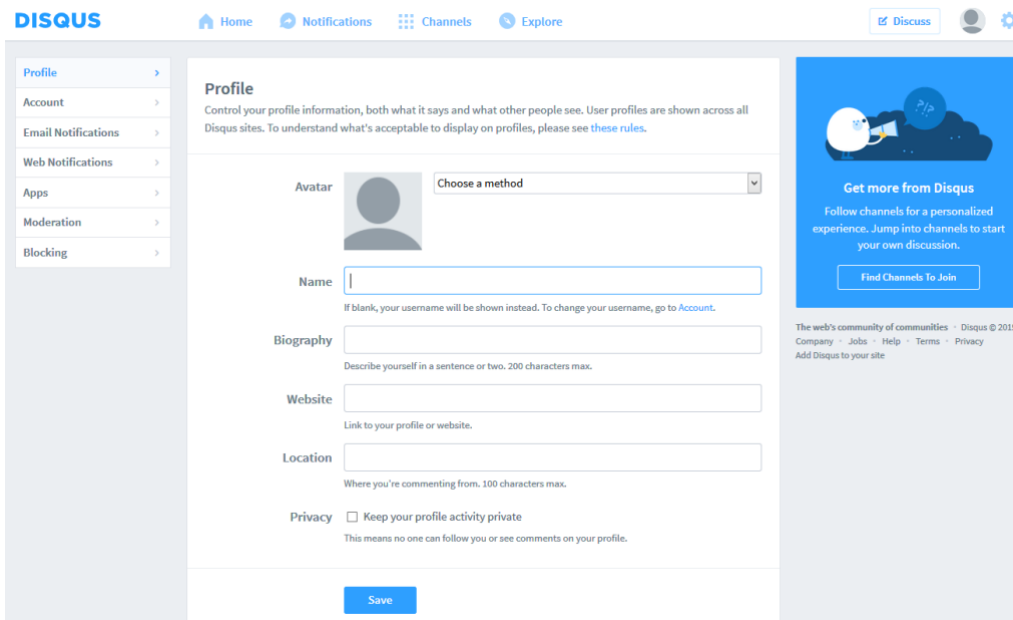 DISQUS
Home
Notifications
Channels
Explore
Discuss
Profile
Account
Email Notifications
Web Notifications
Apps
Moderation
Blocking
Profile
Control your profile information, both what it says and what other people see. User profiles are shown across all
Disqus sites. To understand what's acceptable to display on profiles, please see these rules.
Avatar
Choose a method
Name
If blank, your username will be shown instead. To change your username, go to Account.
Biography
Describe yourself in a sentence or two. 200 characters max.
Website
Link to your profile or website.
Location
Where you're commenting from. 100 characters max.
Privacy
Keep your profile activity private
This means no one can follow you or see comments on your profile.
Save
?/?
Get more from Disqus
Follow channels for a personalized
experience. Jump into channels to start
your own discussion.
Find Channels To Join
The web's community of communities · Disqus © 201
Company · Jobs · Help · Terms · Privacy
Add Disqus to your site